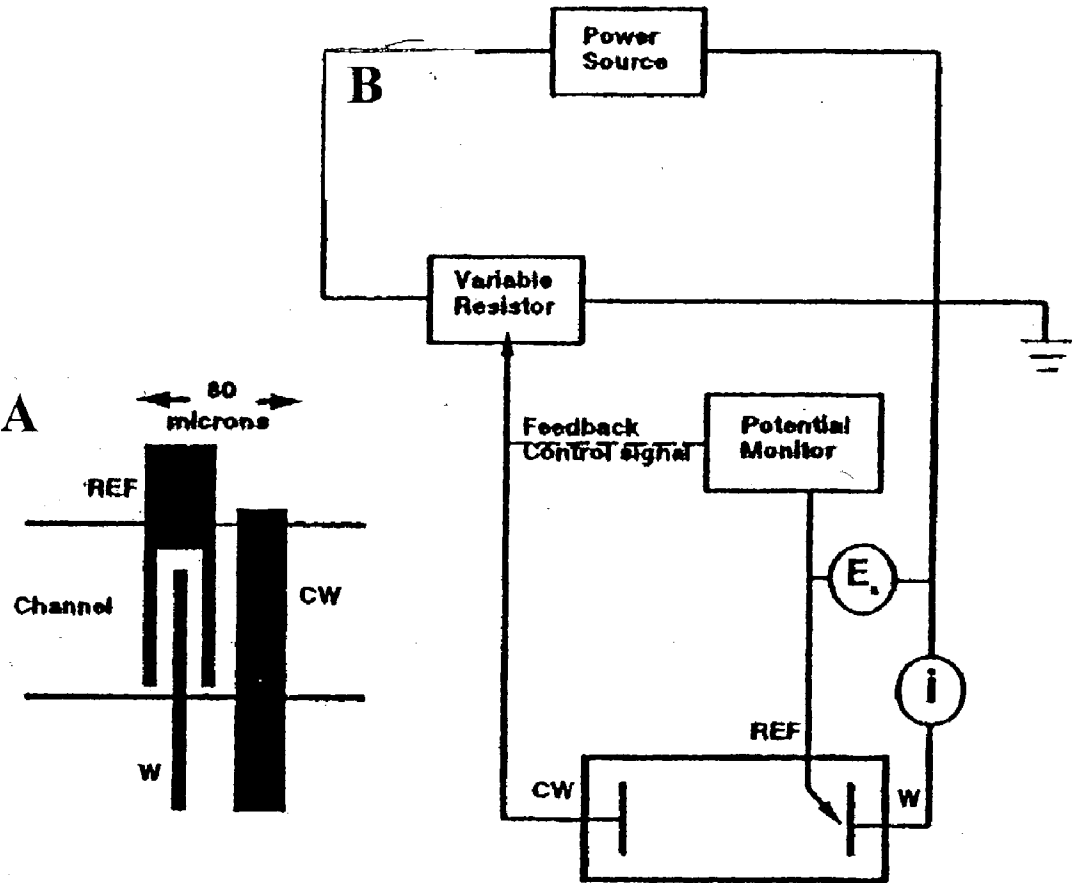 Power
Source
B
Variable
Resistor
A
80
microns
Feedback
Control signal
Potential
Monitor
REF
Channel
CW
W
E
i
REF
CW
W